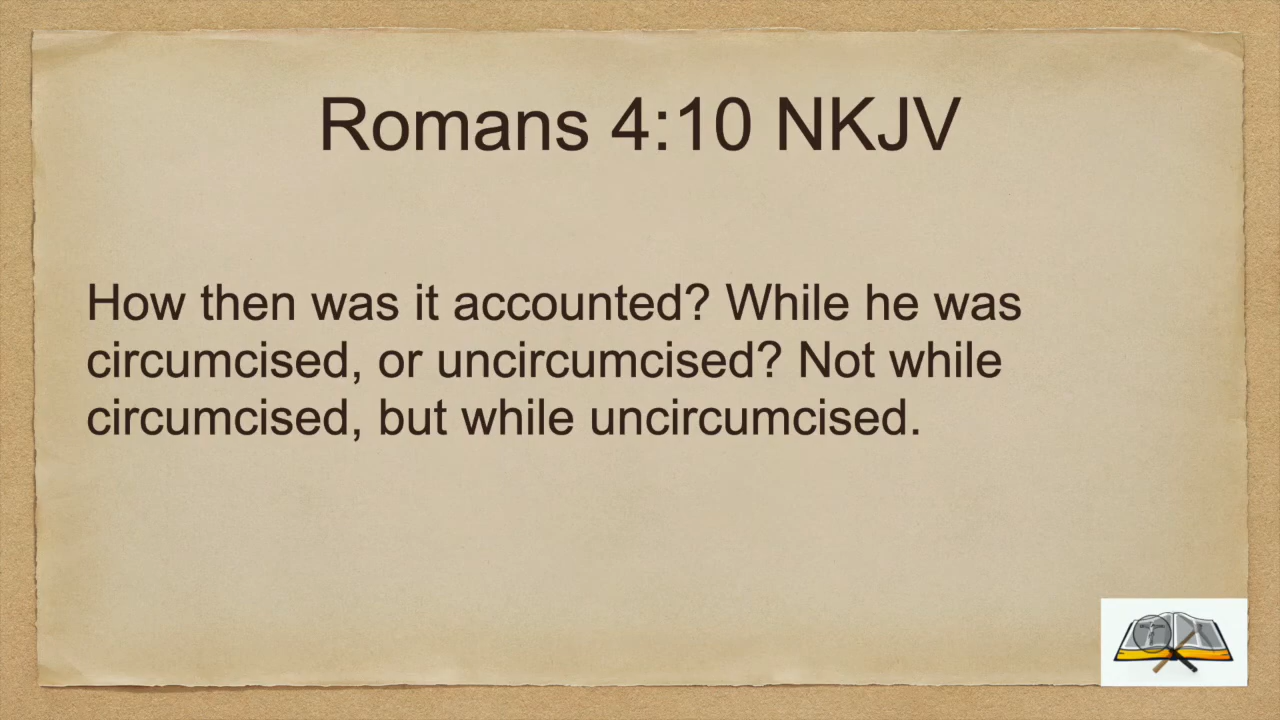 Romans 4:10 NKJV
How then was it accounted? While he was
circumcised, or uncircumcised? Not while
circumcised, but while uncircumcised.